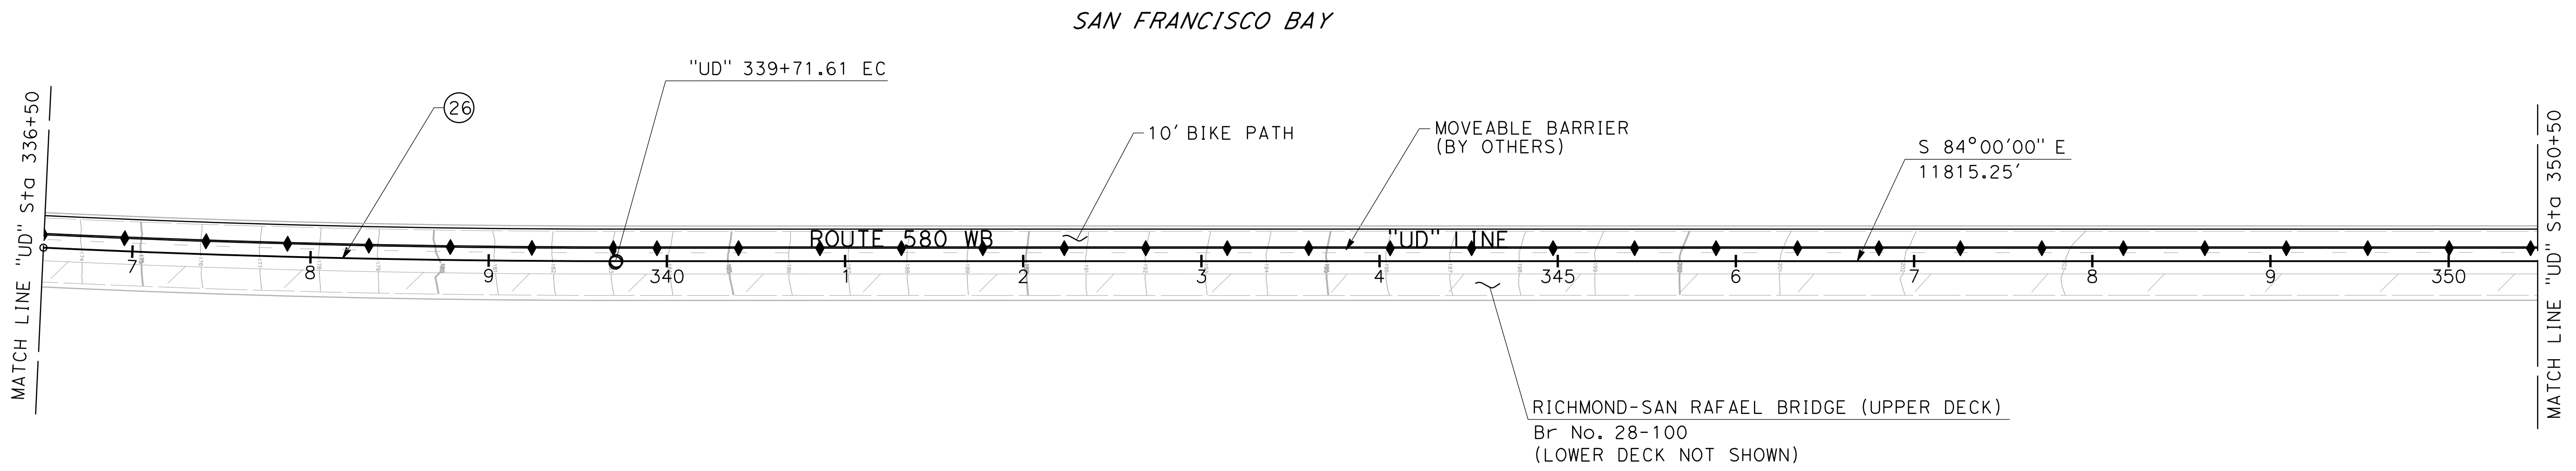 SAN FRANCISCO BAY
"UD" 339+71.61 EC
26
10' BIKE PATH
MOVEABLE BARRIER
(BY OTHERS)
S 84°00'00" E
11815.25'
MATCH LINE "UD" Sta 336+50
MATCH LINE "UD" Sta 350+50
ROUTE 580 WB
"UD" LINE
7 8 9 340 1 2 3 4 345 6 7 8 9 350
RICHMOND-SAN RAFAEL BRIDGE (UPPER DECK)
Br No. 28-100
(LOWER DECK NOT SHOWN)